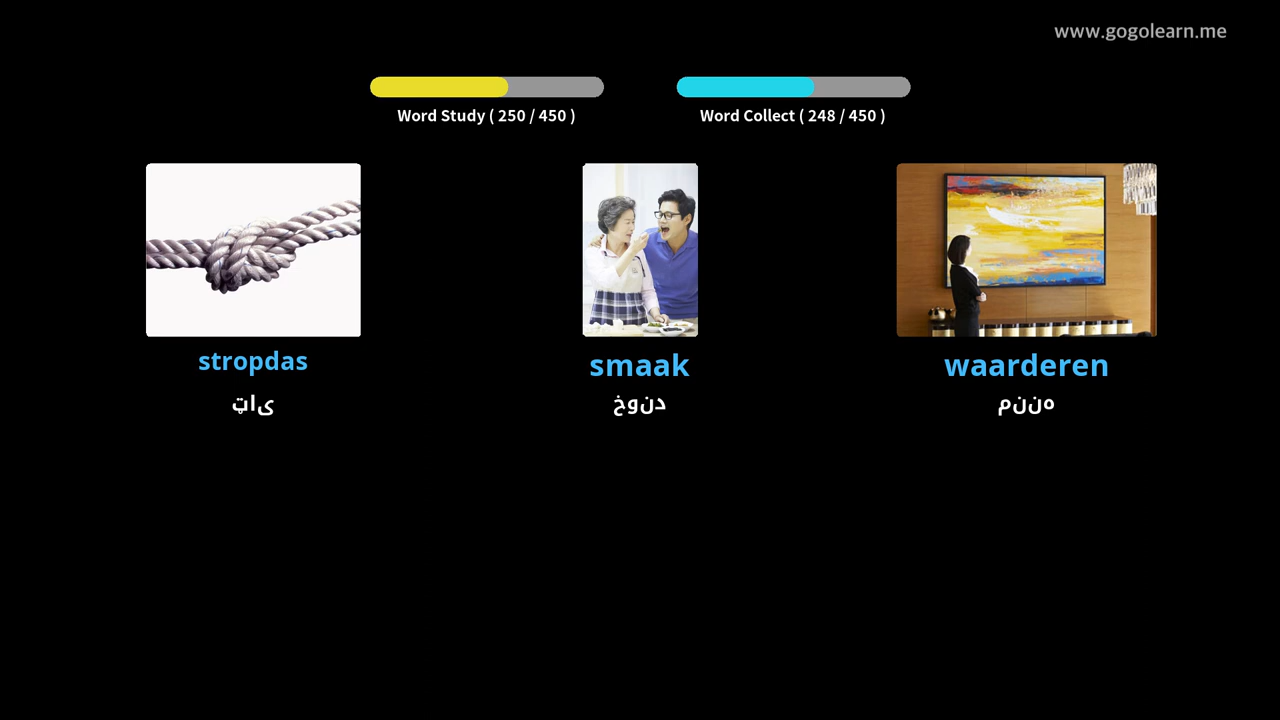 www.gogolearn.me
Word Study ( 250 / 450 )
Word Collect ( 248 / 450 )
stropdas
ټای
smaak
خوند
waarderen
مننه